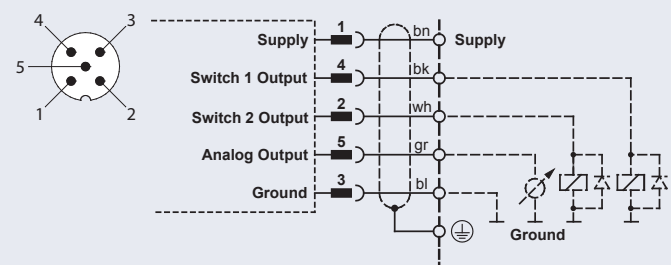 4 3
5
1 2
Supply 1 bn Supply
Switch 1 Output 4 bk
Switch 2 Output 2 wh
Analog Output 5 gr
Ground 3 bl
Ground